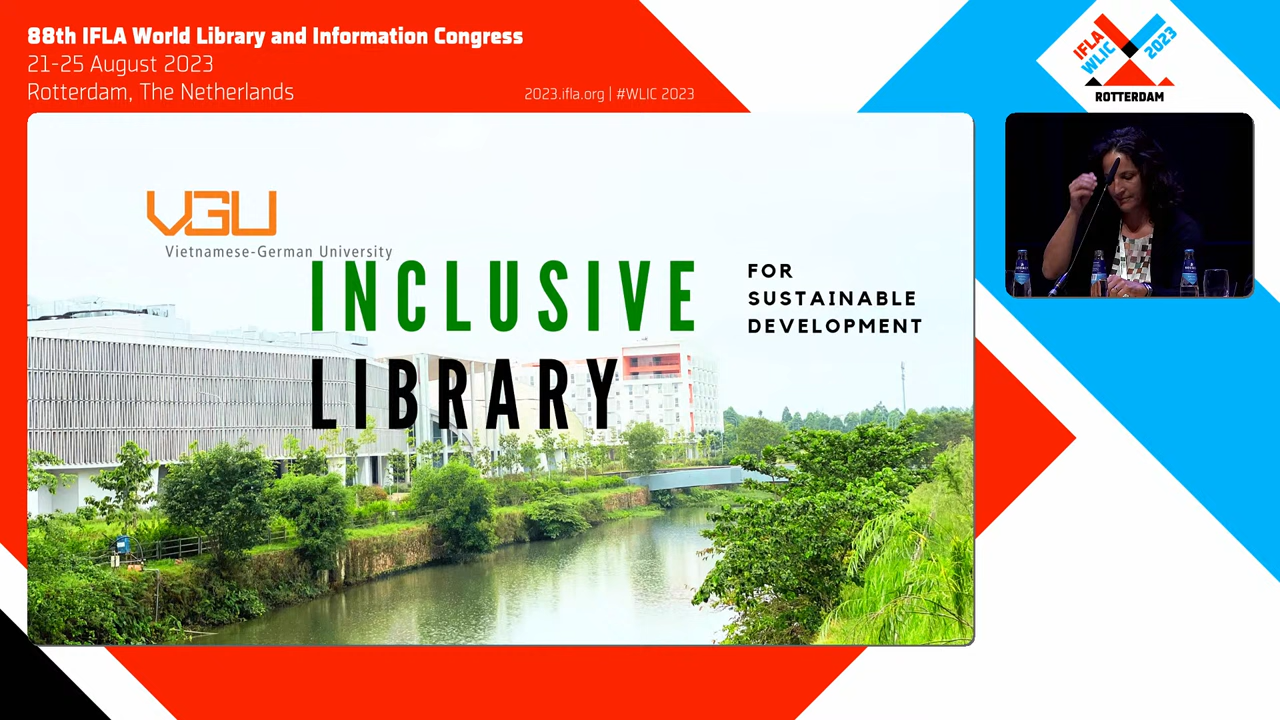 88th IFLA World Library and Information Congress
21-25 August 2023
Rotterdam, The Netherlands
2023.ifla.org | #WLIC 2023
IFLA
WLIC
2023
ROTTERDAM
VGU
Vietnamese-German University
INCLUSIVE
LIBRARY
FOR
SUSTAINABLE
DEVELOPMENT